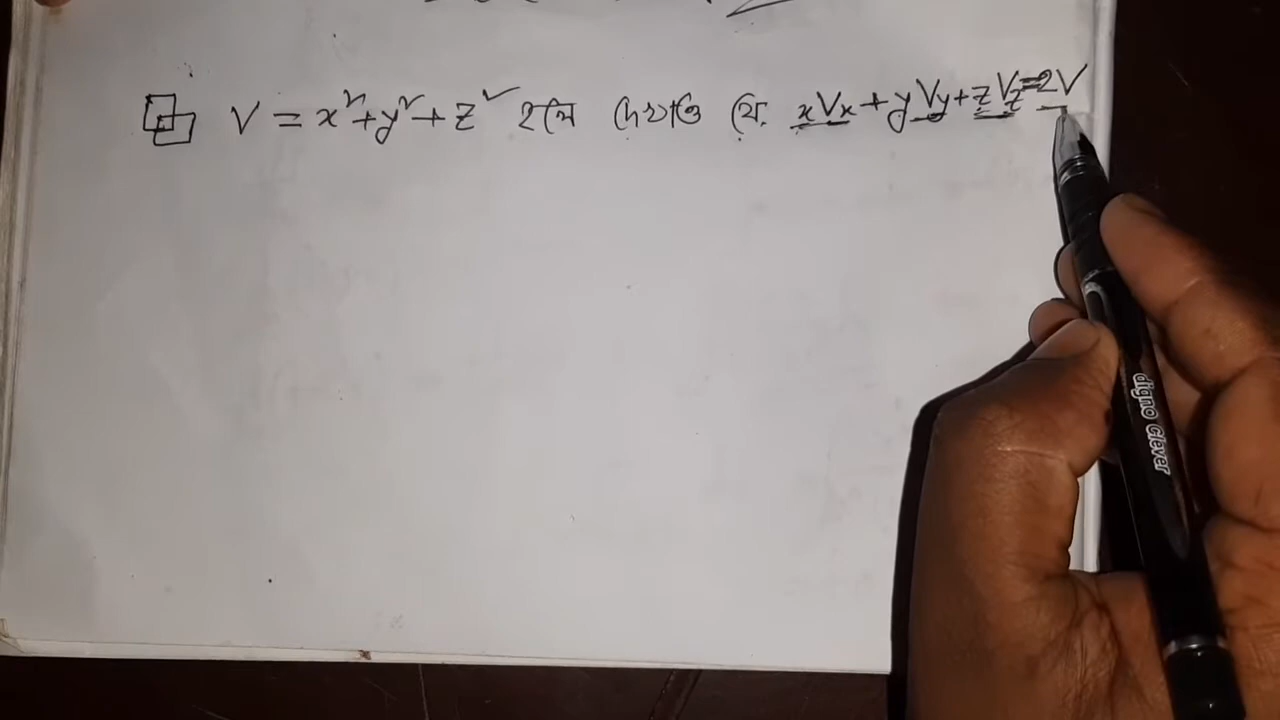 V = x² + y² + z² হলে দেখাও যে, xVx + yVy + zVz = 2V
digno Clever